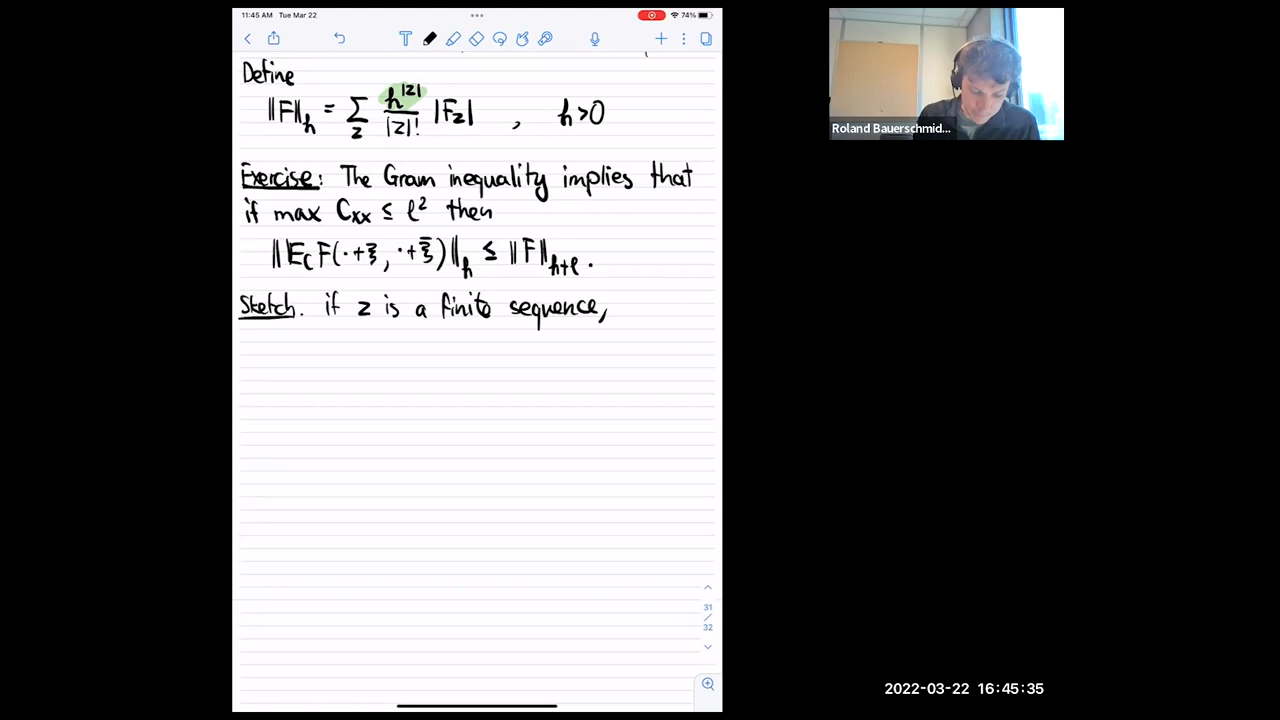 11:45 AM Tue Mar 22
74%
Define
‖F‖_h = Σ_z h^|z| / |z|! |F_z| , h>0
Exercise: The Gram inequality implies that
if max C_xx ≤ ℓ² then
‖E_C F(·+ξ, ·+ξ̄)‖_h ≤ ‖F‖_{h+ℓ}.
Sketch. if z is a finite sequence,
31
/
32
Roland Bauerschmid...
2022-03-22 16:45:35